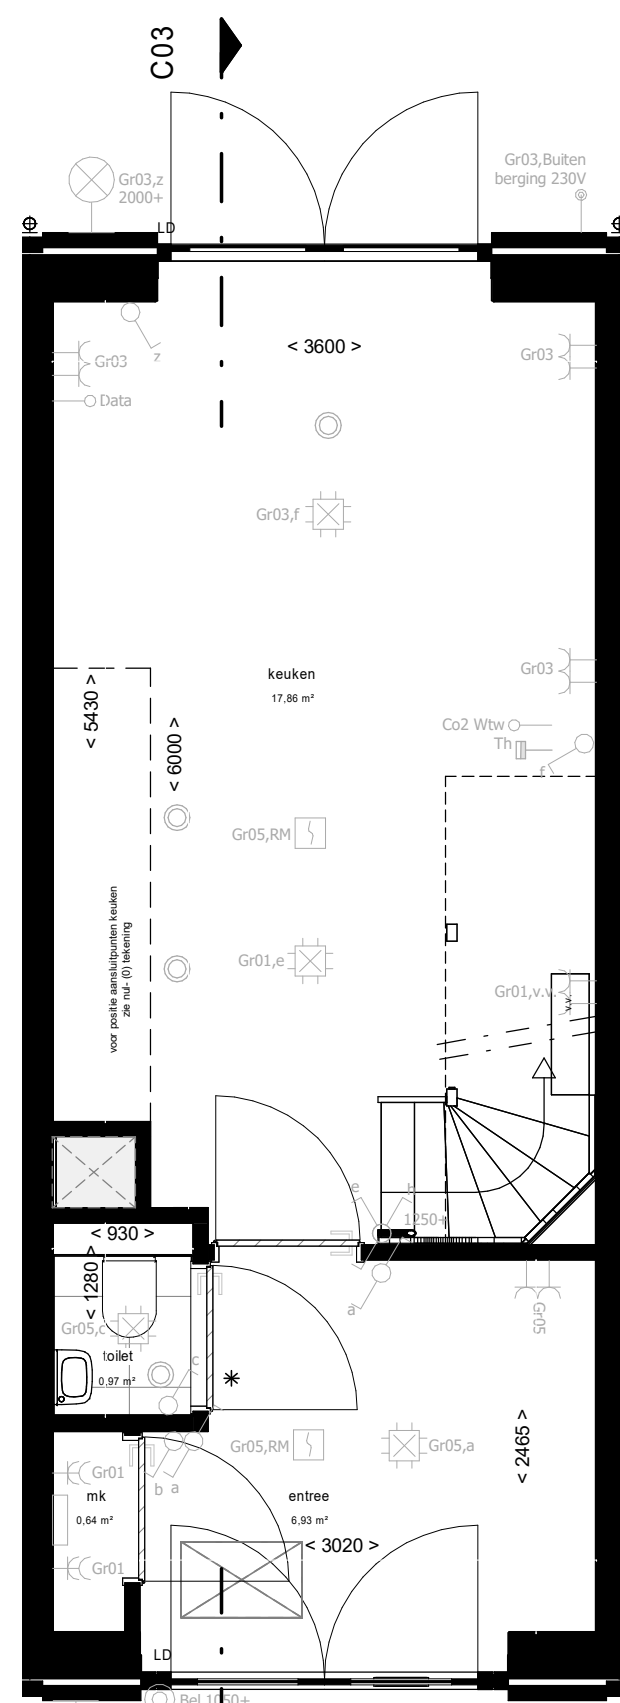 C03
Gr03,z
2000+
Gr03,Buiten
berging 230V
LD
< 3600 >
z
Gr03
Gr03
Data
Gr03,f
keuken
17,86 m²
Gr03
< 5430 >
< 6000 >
Co2 Wtw
Th
f
Gr05,RM
voor positie aansluitpunten keuken
zie nul- (0) tekening
Gr01,e
Gr01,v.v.
v.v.
e
h
1250+
< 930 >
< 1280 >
a
Gr05
Gr05,c
toilet
0,97 m²
c
*
Gr05,RM
Gr05,a
< 2465 >
Gr01
b
a
mk
0,64 m²
entree
6,93 m²
< 3020 >
Gr01
LD
Bel 1050+